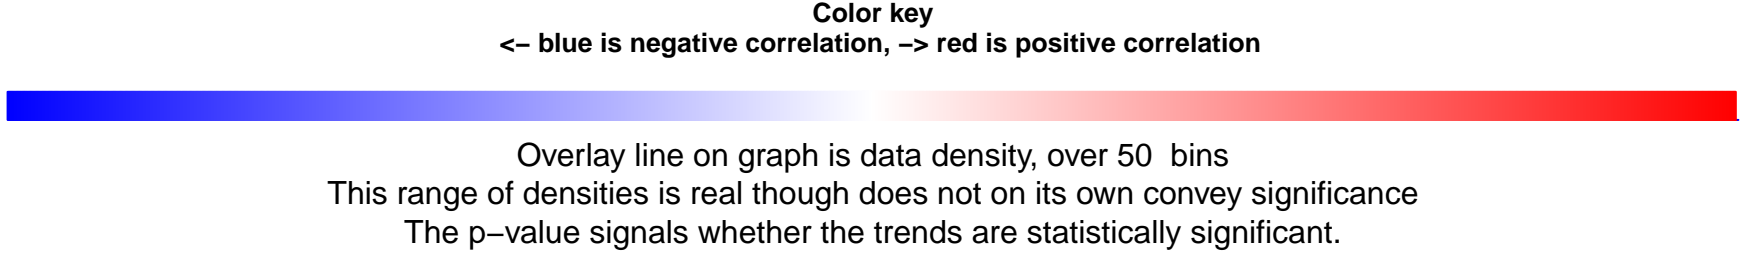 Color key
<− blue is negative correlation, −> red is positive correlation
Overlay line on graph is data density, over 50  bins
This range of densities is real though does not on its own convey significance
The p−value signals whether the trends are statistically significant.